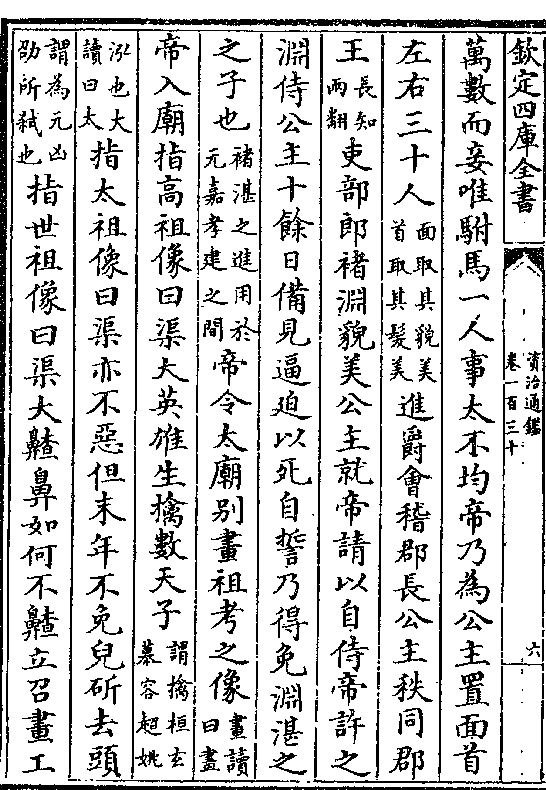 欽定四庫全書
資治通鑑
卷一百三十
六
萬數而妾唯駙馬一人事太不均帝乃為公主置面首
左右三十人面取其貌美首取其髮美進爵會稽郡長公主秩同郡
王長知兩翻吏部郎褚淵貌美公主就帝請以自侍帝許之
淵侍公主十餘日備見逼廹以死自誓乃得免淵湛之
之子也褚湛之進用於元嘉孝建之間帝令太廟别畫祖考之像畫讀曰畫
帝入廟指高祖像曰渠大英雄生擒數天子謂擒桓玄慕容超姚
泓也大讀曰太指太祖像曰渠亦不惡但末年不免兒斫去頭
謂為元凶劭所弑也指世祖像曰渠大齇鼻如何不齇立召畫工